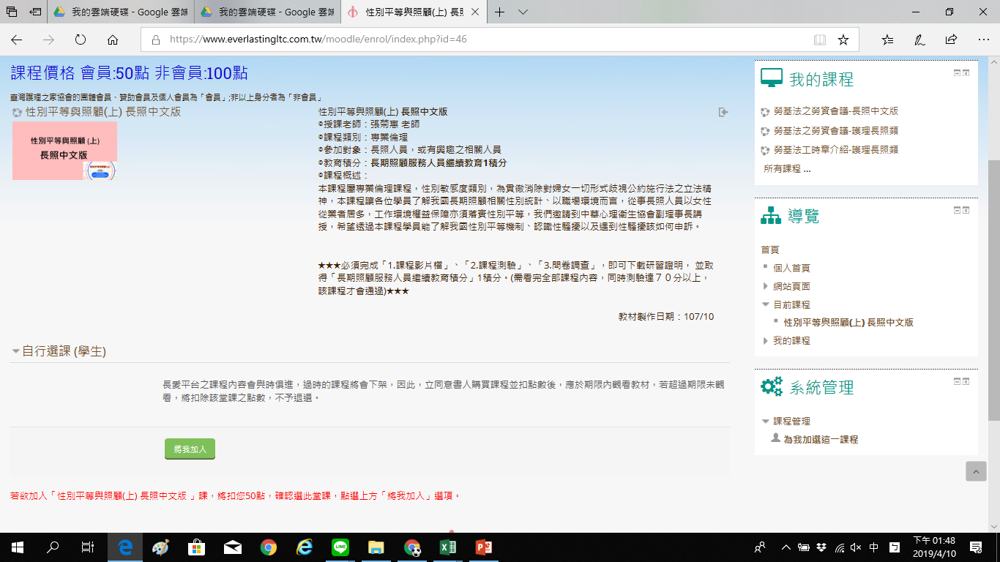 我的雲端硬碟 - Google 雲端
我的雲端硬碟 - Google 雲端
性別平等與照顧(上) 長照
https://www.everlastingltc.com.tw/moodle/enrol/index.php?id=46
課程價格 會員:50點 非會員:100點
臺灣護理之家協會的團體會員、贊助會員及個人會員為「會員」;非以上身分者為「非會員」
性別平等與照顧(上) 長照中文版
性別平等與照顧 (上)
長照中文版
性別平等與照顧(上) 長照中文版
授課老師：張菊惠 老師
課程類別：專業倫理
參加對象：長照人員，或有興趣之相關人員
教育積分：長期照顧服務人員繼續教育1積分
課程概述：
本課程屬專業倫理課程，性別敏感度類別，為貫徹消除對婦女一切形式歧視公約施行法之立法精
神，本課程讓各位學員了解我國長期照顧相關性別統計、以職場環境而言，從事長照人員以女性
從業者居多，工作環境權益保障亦須落實性別平等，我們邀請到中華心理衛生協會副理事長講
授，希望透過本課程學員能了解我國性別平等機制、認識性騷擾以及遇到性騷擾該如何申訴。
★★★必須完成「1.課程影片檔」、「2.課程測驗」、「3.問卷調查」，即可下載研習證明， 並取
得「長期照顧服務人員繼續教育積分」1積分。(需看完全部課程內容，同時測驗達７０分以上，
該課程才會通過)★★★
教材製作日期：107/10
自行選課 (學生)
長愛平台之課程內容會與時俱進，過時的課程將會下架，因此，立同意書人購買課程並扣點數後，應於期限內觀看教材，若超過期限未觀
看，將扣除該堂課之點數，不予退還。
將我加入
若欲加入「性別平等與照顧(上) 長照中文版 」課，將扣您50點，確認選此堂課，點選上方「將我加入」選項。
我的課程
勞基法之勞資會議-長照中文版
勞基法之勞資會議-護理長照類
勞基法工時章介紹-護理長照類
所有課程 ...
導覽
首頁
個人首頁
網站頁面
目前課程
性別平等與照顧(上) 長照中文版
我的課程
系統管理
課程管理
為我加選這一課程
LINE
中
下午 01:48
2019/4/10